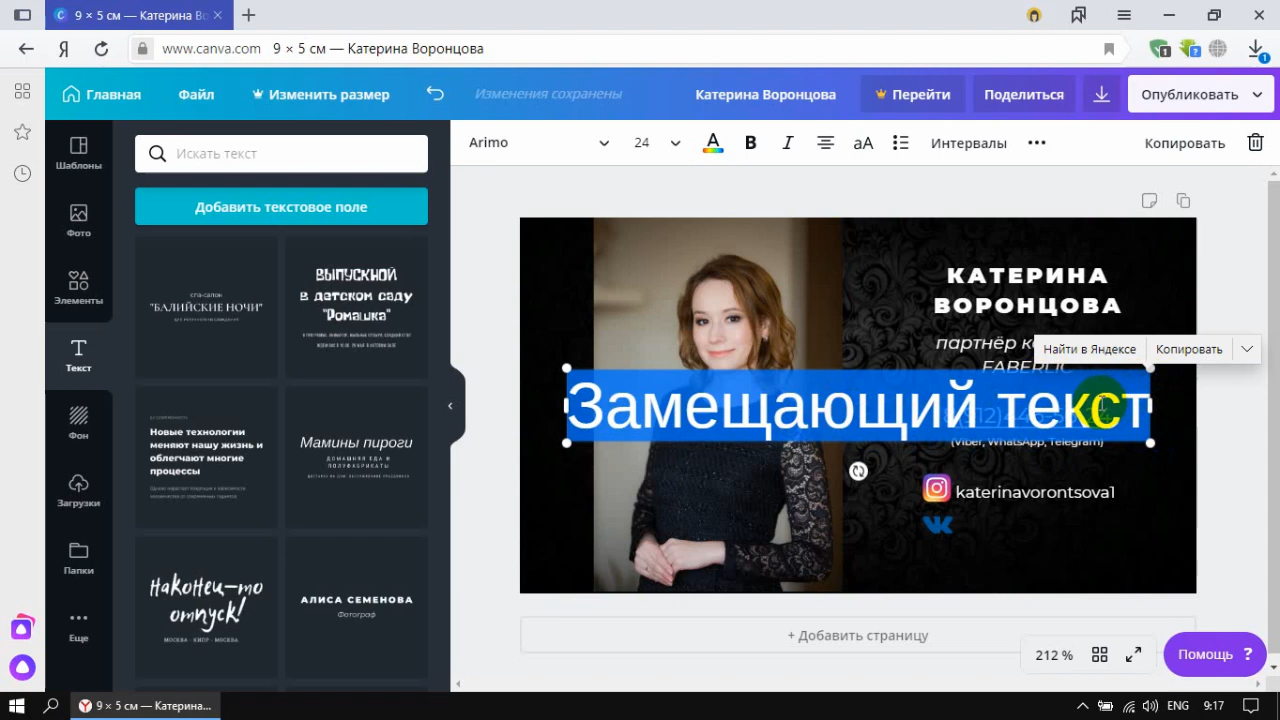 9 × 5 см — Катерина Во
www.canva.com 9 × 5 см — Катерина Воронцова
Главная Файл Изменить размер Изменения сохранены Катерина Воронцова Перейти Поделиться Опубликовать
Arimo 24 B I aA Интервалы ••• Копировать
Шаблоны
Фото
Элементы
Текст
Фон
Загрузки
Папки
Еще
Искать текст
Добавить текстовое поле
спа-салон
"БАЛИЙСКИЕ НОЧИ"
ВЫПУСКНОЙ
в детском саду
"Ромашка"
Новые технологии
меняют нашу жизнь и
облегчают многие
процессы
Мамины пироги
ДОМАШНЯЯ ЕДА И
ПОЛУФАБРИКАТЫ
Наконец-то
отпуск!
МОСКВА - КИПР - МОСКВА
АЛИСА СЕМЕНОВА
Фотограф
КАТЕРИНА
ВОРОНЦОВА
партнёр
FABERLIC
Найти в Яндексе Копировать
Замещающий текст
(Viber, WhatsApp, Telegram)
katerinavorontsova1
+ Добавить страницу
212 %
Помощь ?
9 × 5 см — Катерина...
ENG 9:17